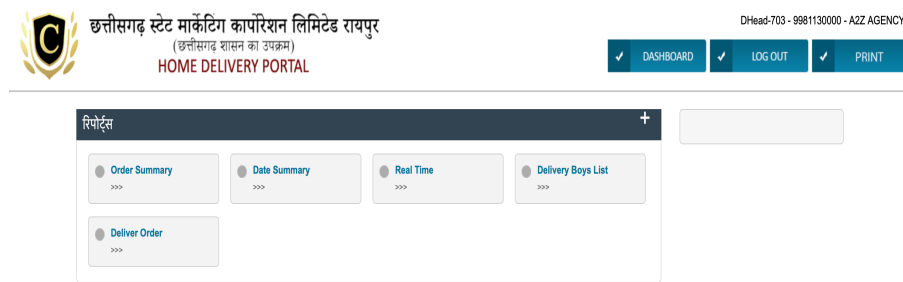 DHead-703 - 9981130000 - A2Z AGENCY
C
छत्तीसगढ़ स्टेट मार्केटिंग कार्पोरेशन लिमिटेड रायपुर
(छत्तीसगढ़ शासन का उपक्रम)
HOME DELIVERY PORTAL
DASHBOARD LOG OUT PRINT
रिपोर्ट्स +
Order Summary Date Summary Real Time Delivery Boys List
>>> >>> >>> >>>
Deliver Order
>>>